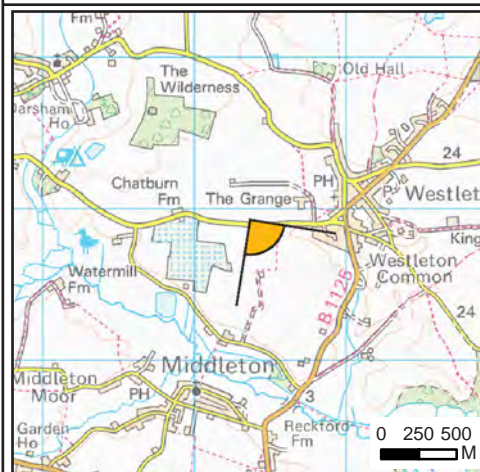 Fm
The
Wilderness
Old Hall
Darsham
Ho
Chatburn
Fm
The Grange
PH
24
P
Westlet
King
Westleton
Common
Watermill
Fm
B 1125
24
Middleton
Middleton
Moor
PH
3
Reckford
Fm
Garden
Ho
0 250 500
M